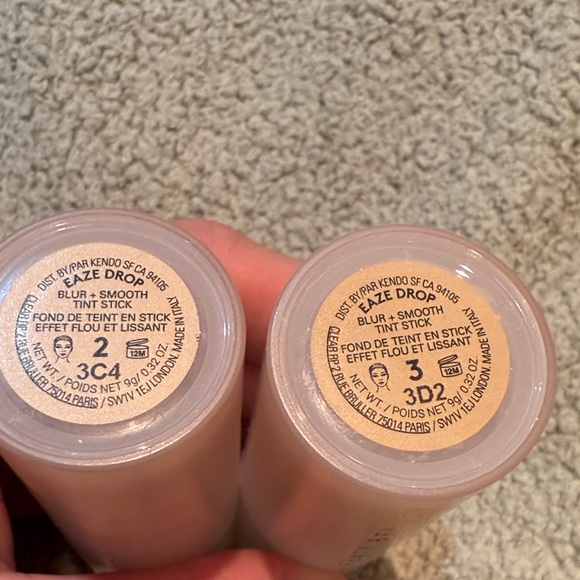 DIST. BY/PAR KENDO SF CA 94105
EAZE DROP
BLUR + SMOOTH
TINT STICK
FOND DE TEINT EN STICK
EFFET FLOU ET LISSANT
2
12M
3C4
NET WT. / POIDS NET 9g / 0.32 OZ.
75014 PARIS / SW1V 1EJ LONDON. MADE IN ITALY
DIST. BY/PAR KENDO SF CA 94105
EAZE DROP
BLUR + SMOOTH
TINT STICK
FOND DE TEINT EN STICK
EFFET FLOU ET LISSANT
3
12M
3D2
NET WT. / POIDS NET 9g / 0.32 OZ.
75014 PARIS / SW1V 1EJ LONDON. MADE IN ITALY